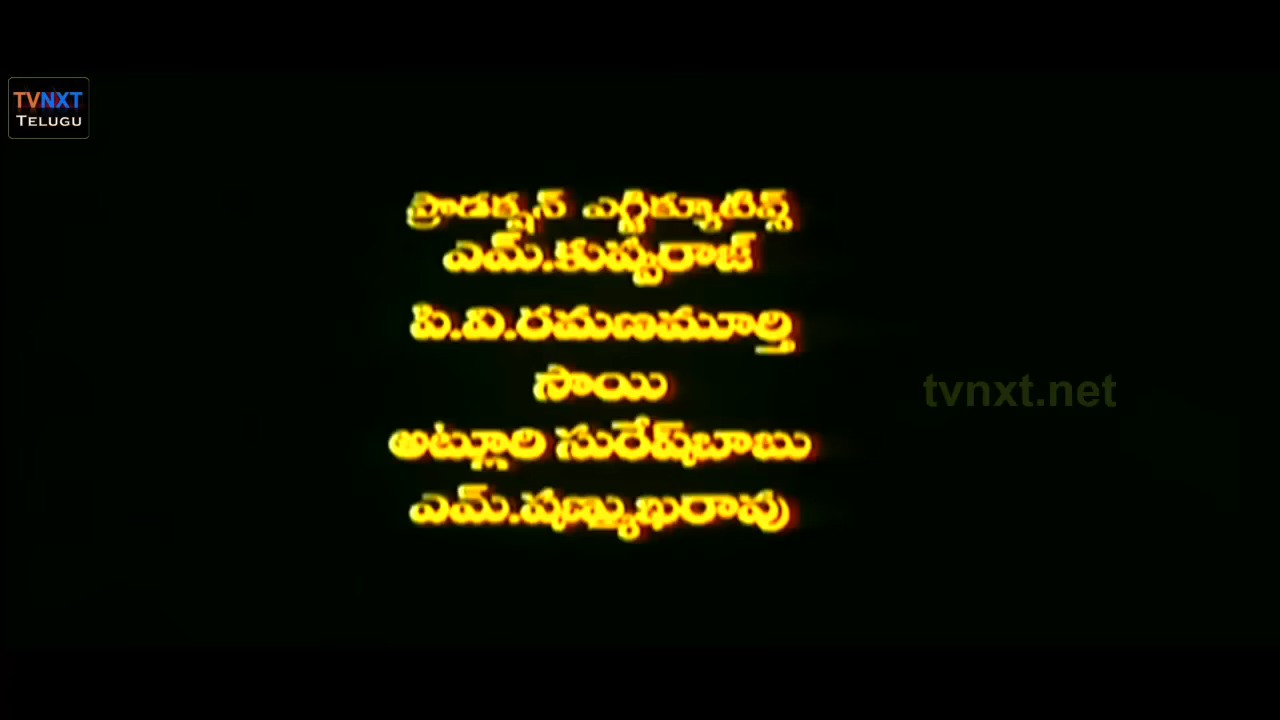 TVNXT
TELUGU
ప్రొడక్షన్ ఎగ్జిక్యూటివ్స్
ఎమ్.కుప్పురాజ్
పి.వి.రమణమూర్తి
సాయి
tvnxt.net
అట్లూరి సురేష్‌బాబు
ఎమ్.షణ్ముఖరావు